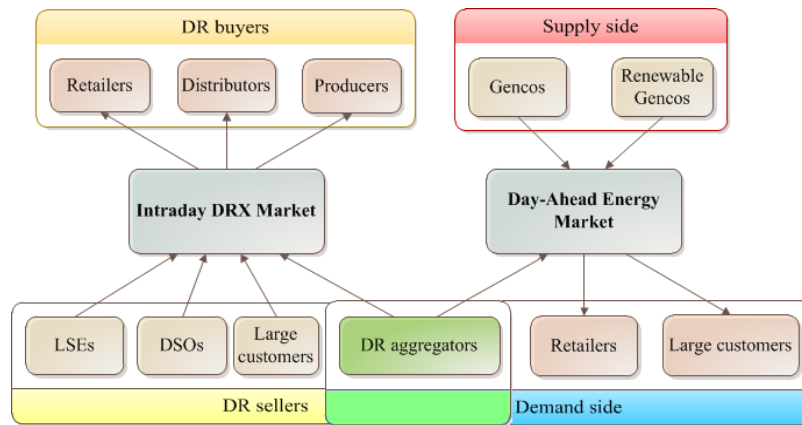 DR buyers
Retailers
Distributors
Producers
Supply side
Gencos
Renewable
Gencos
Intraday DRX Market
Day-Ahead Energy
Market
LSEs
DSOs
Large
customers
DR aggregators
Retailers
Large customers
DR sellers
Demand side